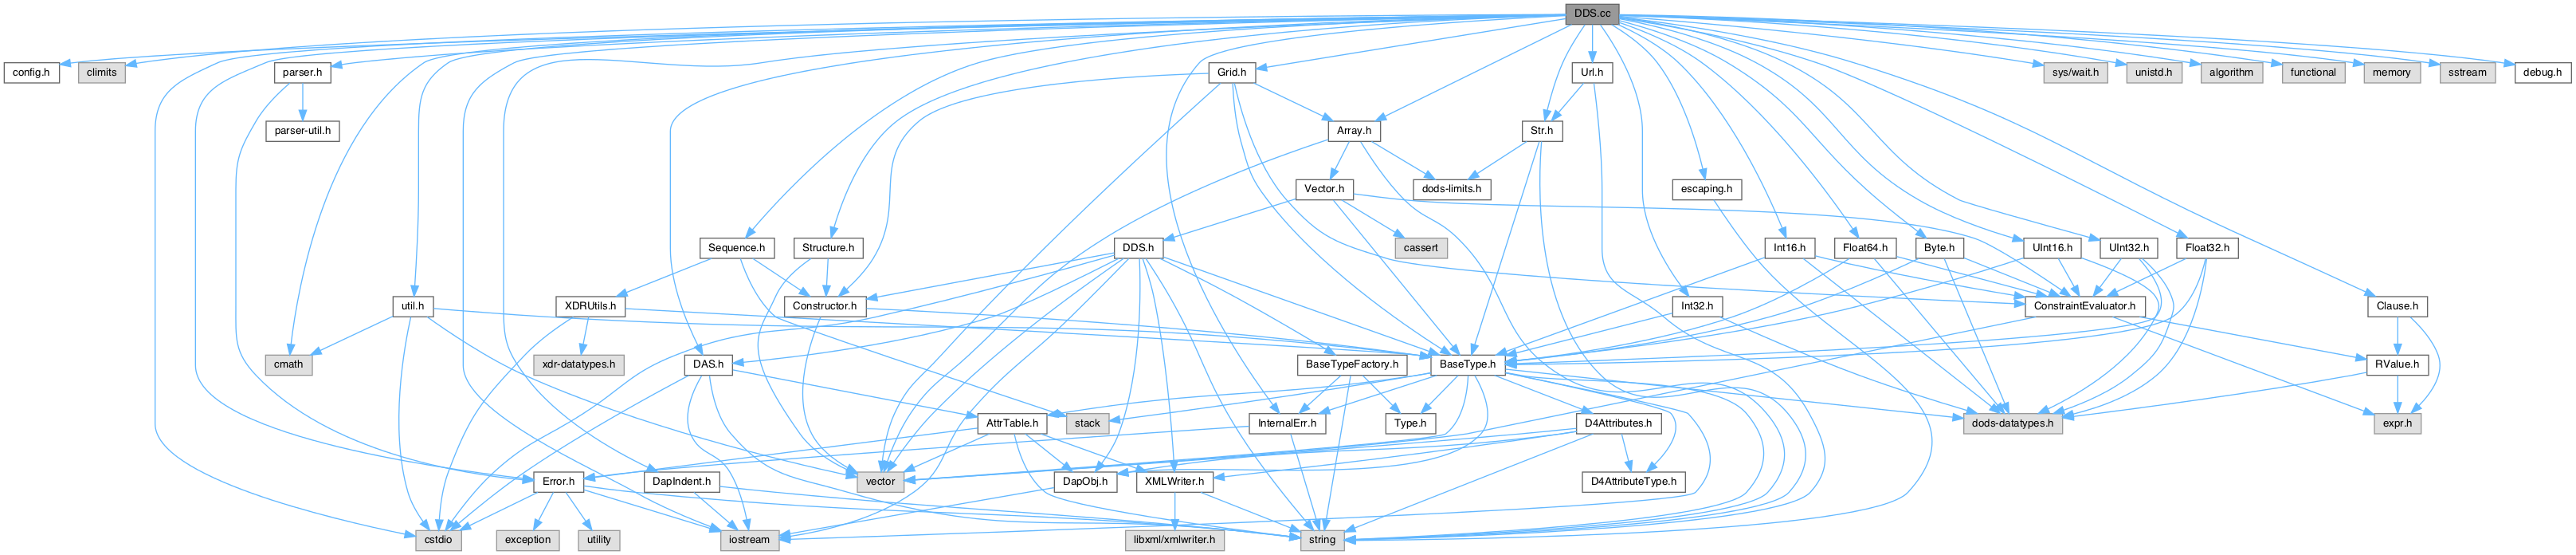 DDS.cc
config.h
climits
parser.h
Grid.h
Url.h
sys/wait.h
unistd.h
algorithm
functional
memory
sstream
debug.h
parser-util.h
Array.h
Str.h
Vector.h
dods-limits.h
escaping.h
Sequence.h
Structure.h
DDS.h
cassert
Int16.h
Float64.h
Byte.h
UInt16.h
UInt32.h
Float32.h
util.h
XDRUtils.h
Constructor.h
Int32.h
ConstraintEvaluator.h
Clause.h
cmath
xdr-datatypes.h
DAS.h
BaseTypeFactory.h
BaseType.h
RValue.h
AttrTable.h
stack
InternalErr.h
Type.h
D4Attributes.h
dods-datatypes.h
expr.h
Error.h
DapIndent.h
vector
DapObj.h
XMLWriter.h
D4AttributeType.h
cstdio
exception
utility
iostream
libxml/xmlwriter.h
string